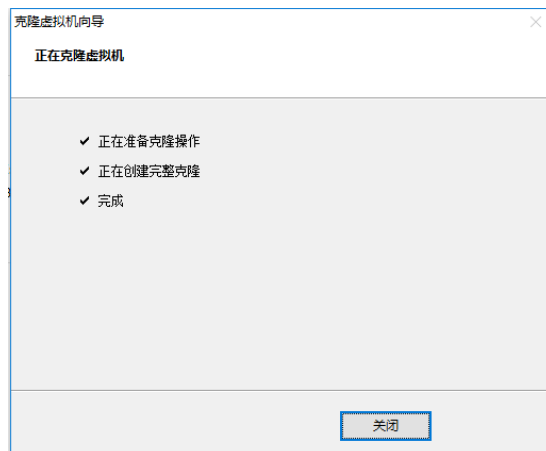 克隆虚拟机向导
正在克隆虚拟机
✔ 正在准备克隆操作
✔ 正在创建完整克隆
✔ 完成
关闭